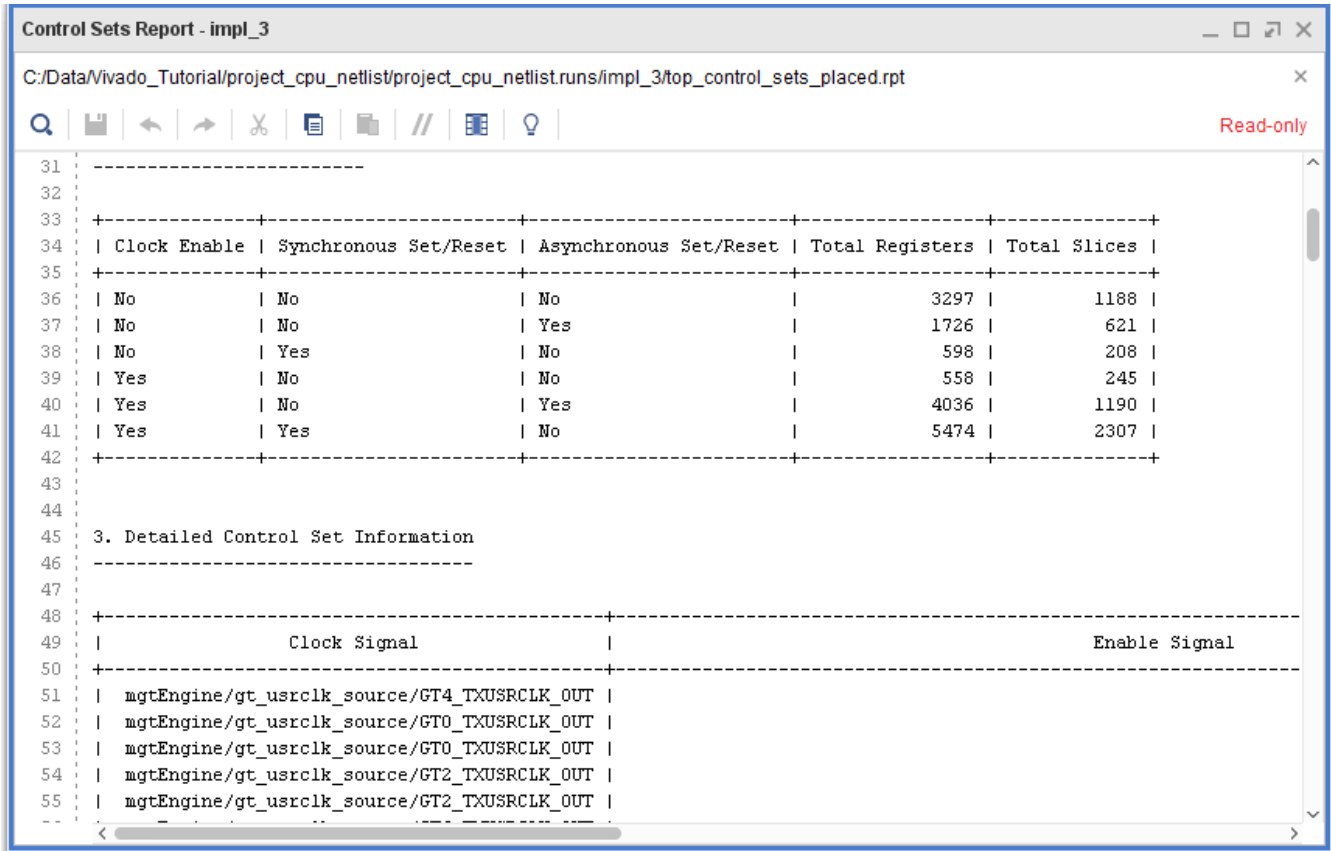 Control Sets Report - impl_3
C:/Data/Vivado_Tutorial/project_cpu_netlist/project_cpu_netlist.runs/impl_3/top_control_sets_placed.rpt
Read-only
31 -------------------------
32
33 +--------------+------------------------+-------------------------+------------------+--------------+
34 | Clock Enable | Synchronous Set/Reset | Asynchronous Set/Reset | Total Registers | Total Slices |
35 +--------------+------------------------+-------------------------+------------------+--------------+
36 | No | No | No | 3297 | 1188 |
37 | No | No | Yes | 1726 | 621 |
38 | No | Yes | No | 598 | 208 |
39 | Yes | No | No | 558 | 245 |
40 | Yes | No | Yes | 4036 | 1190 |
41 | Yes | Yes | No | 5474 | 2307 |
42 +--------------+------------------------+-------------------------+------------------+--------------+
43
44
45 3. Detailed Control Set Information
46 -----------------------------------
47
48 +-----------------------------------------------+----------------------------------------------------------------
49 | Clock Signal | Enable Signal
50 +-----------------------------------------------+----------------------------------------------------------------
51 | mgtEngine/gt_usrclk_source/GT4_TXUSRCLK_OUT |
52 | mgtEngine/gt_usrclk_source/GT0_TXUSRCLK_OUT |
53 | mgtEngine/gt_usrclk_source/GT0_TXUSRCLK_OUT |
54 | mgtEngine/gt_usrclk_source/GT2_TXUSRCLK_OUT |
55 | mgtEngine/gt_usrclk_source/GT2_TXUSRCLK_OUT |